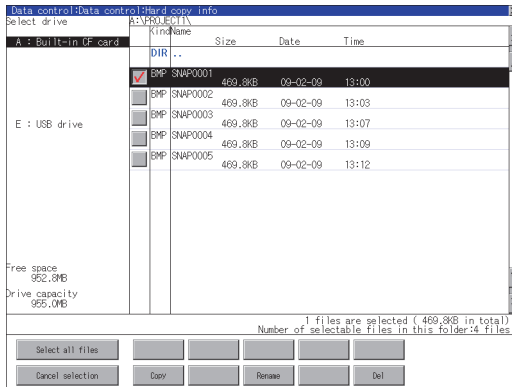 Data control:Data control:Hard copy info
Select drive
A:\PROJECT1\
Kind Name
Size Date Time
A : Built-in CF card
DIR ..
BMP SNAP0001
469.8KB 09-02-09 13:00
BMP SNAP0002
469.8KB 09-02-09 13:03
BMP SNAP0003
469.8KB 09-02-09 13:07
E : USB drive
BMP SNAP0004
469.8KB 09-02-09 13:09
BMP SNAP0005
469.8KB 09-02-09 13:12
Free space
952.8MB
Drive capacity
955.0MB
1 files are selected ( 469.8KB in total)
Number of selectable files in this folder:4 files
Select all files
Cancel selection Copy Rename Del